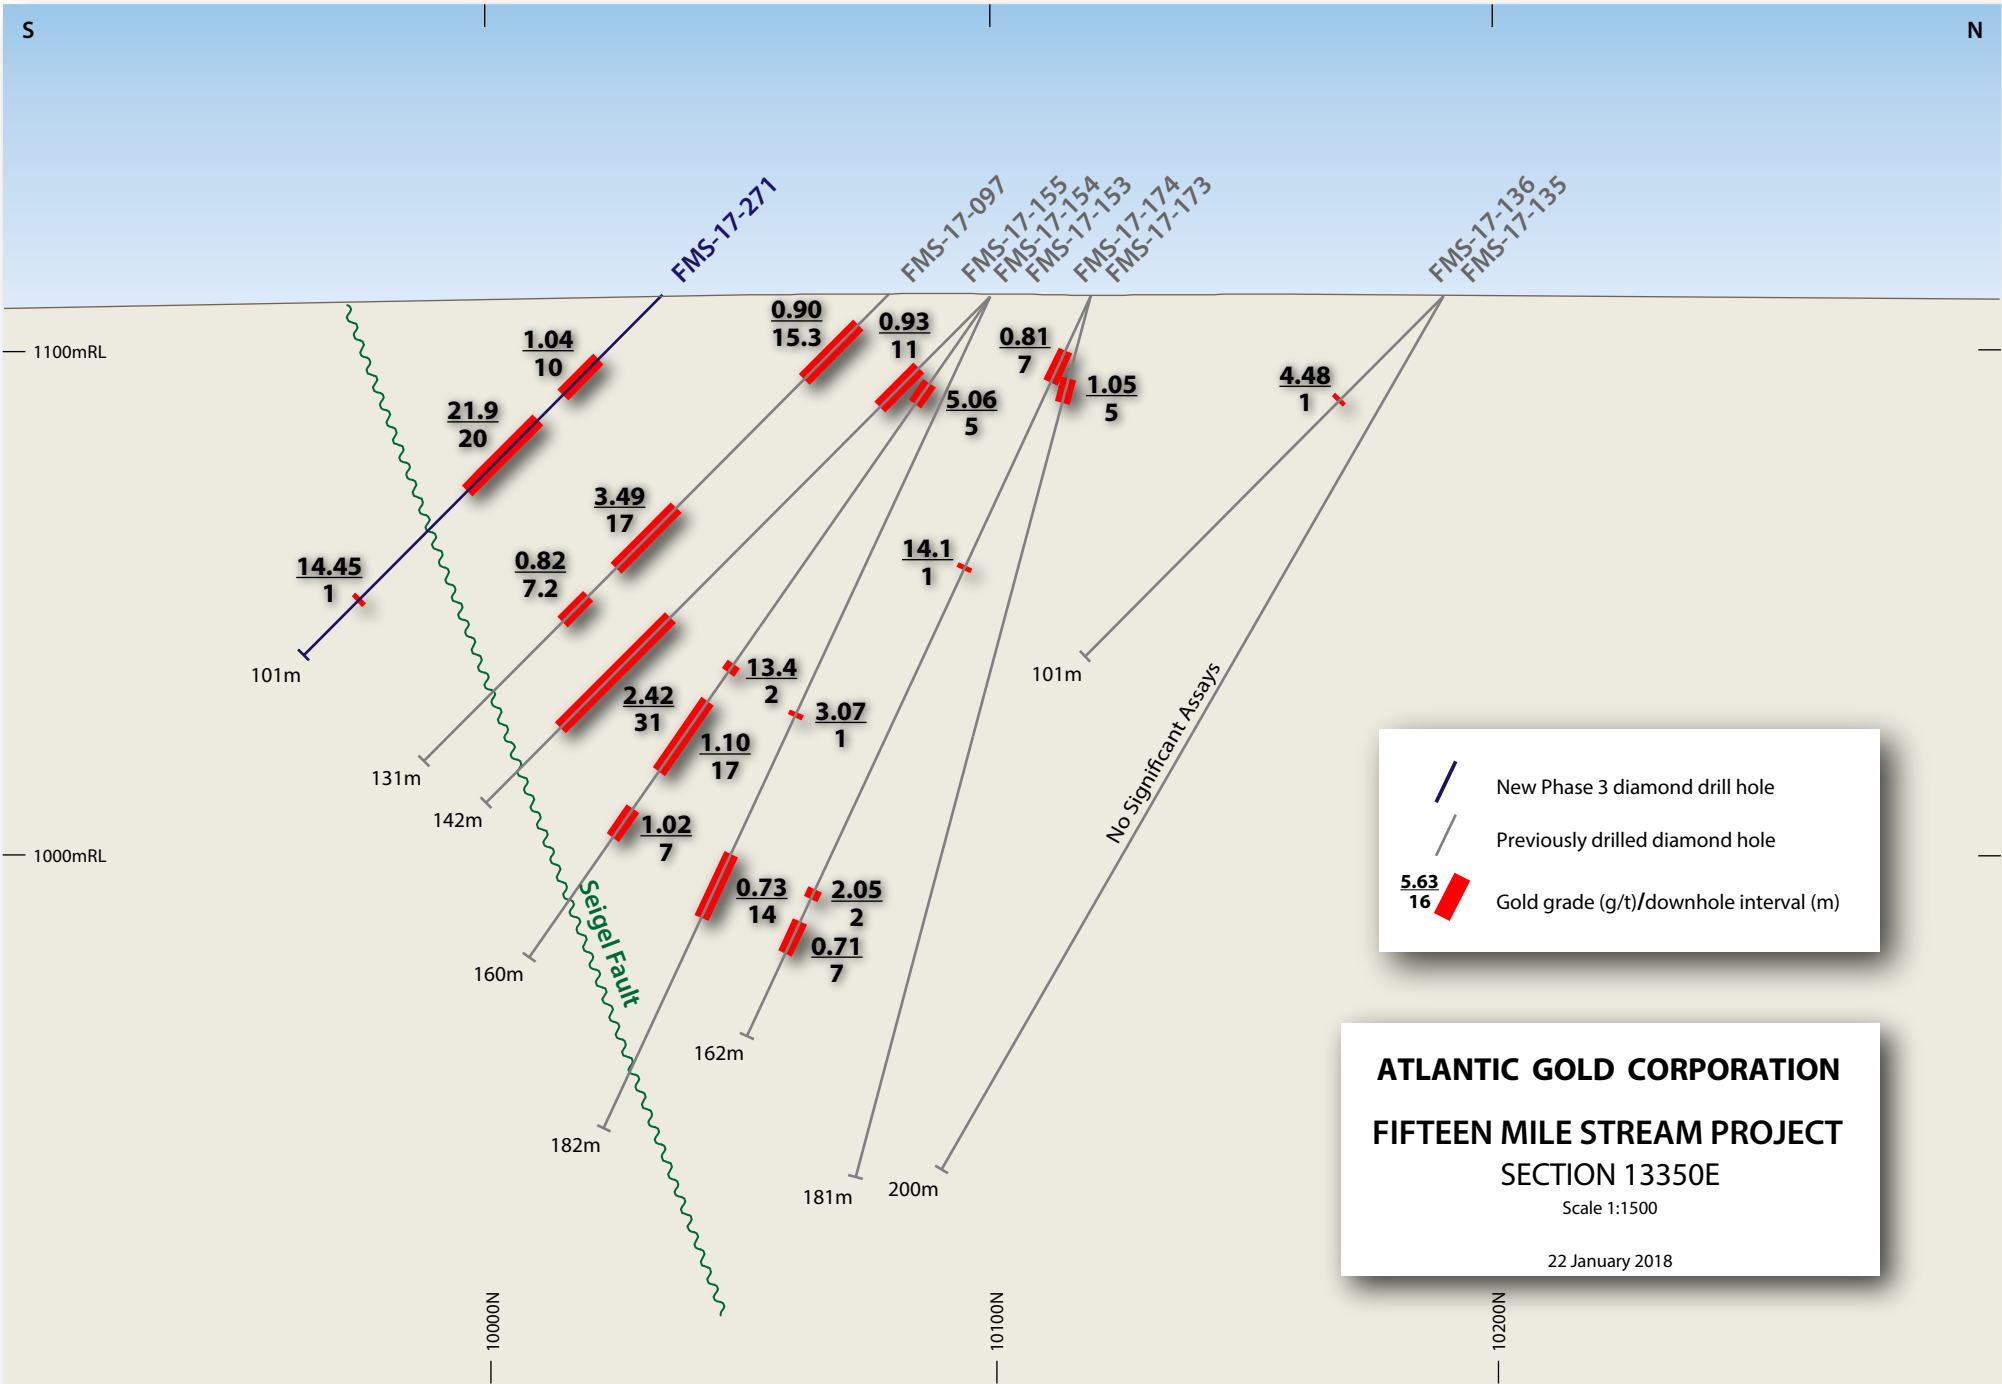 S
N
FMS-17-271
FMS-17-097
FMS-17-155
FMS-17-154
FMS-17-153
FMS-17-174
FMS-17-173
FMS-17-136
FMS-17-135
1100mRL
1000mRL
1.04
10
21.9
20
14.45
1
101m
0.90
15.3
3.49
17
0.82
7.2
131m
0.93
11
2.42
31
142m
5.06
5
13.4
2
1.10
17
1.02
7
160m
3.07
1
0.73
14
182m
0.81
7
14.1
1
2.05
2
0.71
7
162m
1.05
5
181m
4.48
1
101m
No Significant Assays
200m
Seigel Fault
New Phase 3 diamond drill hole
Previously drilled diamond hole
5.63
16
Gold grade (g/t)/downhole interval (m)
ATLANTIC GOLD CORPORATION
FIFTEEN MILE STREAM PROJECT
SECTION 13350E
Scale 1:1500
22 January 2018
10000N
10100N
10200N